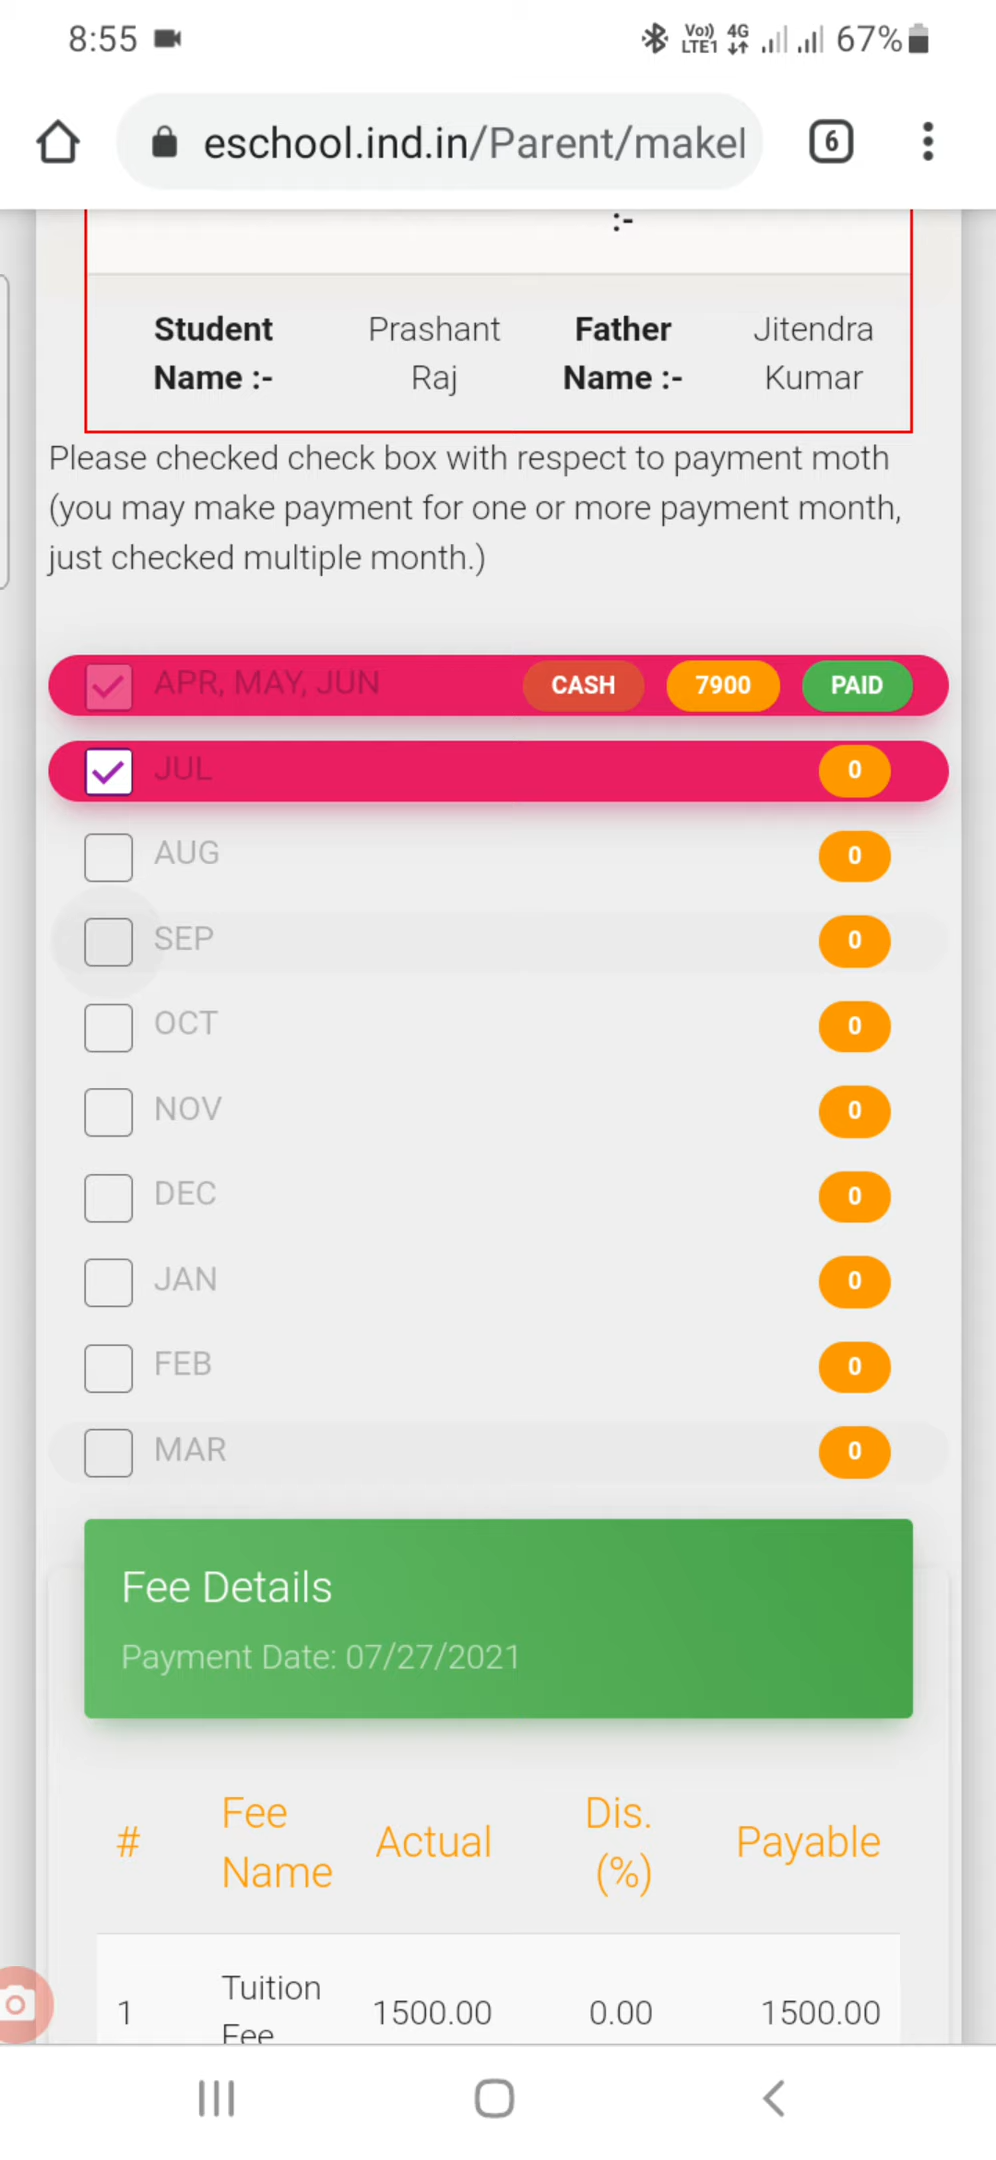 8:55 Vo)) LTE1 4G 67%
eschool.ind.in/Parent/makel 6
:-
Student Prashant Father Jitendra
Name :- Raj Name :- Kumar
Please checked check box with respect to payment moth
(you may make payment for one or more payment month,
just checked multiple month.)
APR, MAY, JUN CASH 7900 PAID
JUL 0
AUG 0
SEP 0
OCT 0
NOV 0
DEC 0
JAN 0
FEB 0
MAR 0
Fee Details
Payment Date: 07/27/2021
# Fee Name Actual Dis. (%) Payable
1 Tuition Fee 1500.00 0.00 1500.00